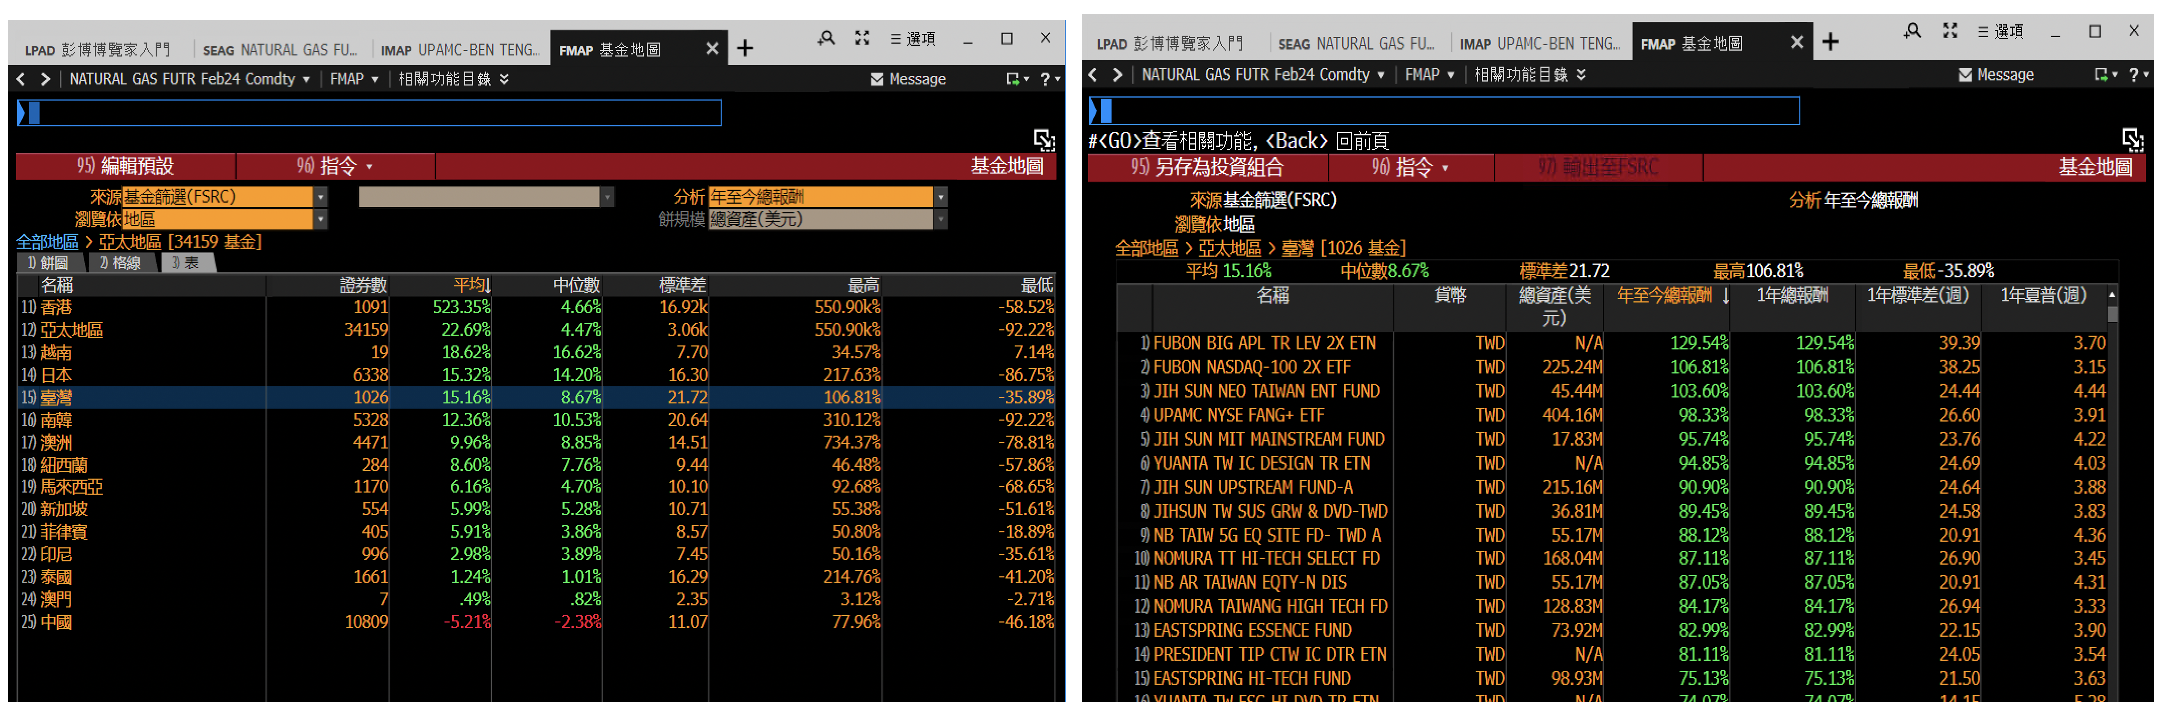 LPAD 彭博博覽家入門 SEAG NATURAL GAS FU... IMAP UPAMC-BEN TENG... FMAP 基金地圖 × + 選項
NATURAL GAS FUTR Feb24 Comdty FMAP 相關功能目錄 Message ?
95) 編輯預設 96) 指令 基金地圖
來源 基金篩選(FSRC) 分析 年至今總報酬
瀏覽依 地區 餅規模 總資產(美元)
全部地區 > 亞太地區 [34159 基金]
1) 餅圖 2) 格線 3) 表
名稱 證券數 平均↓ 中位數 標準差 最高 最低
11) 香港 1091 523.35% 4.66% 16.92k 550.90k% -58.52%
12) 亞太地區 34159 22.69% 4.47% 3.06k 550.90k% -92.22%
13) 越南 19 18.62% 16.62% 7.70 34.57% 7.14%
14) 日本 6338 15.32% 14.20% 16.30 217.63% -86.75%
15) 臺灣 1026 15.16% 8.67% 21.72 106.81% -35.89%
16) 南韓 5328 12.36% 10.53% 20.64 310.12% -92.22%
17) 澳洲 4471 9.96% 8.85% 14.51 734.37% -78.81%
18) 紐西蘭 284 8.60% 7.76% 9.44 46.48% -57.86%
19) 馬來西亞 1170 6.16% 4.70% 10.10 92.68% -68.65%
20) 新加坡 554 5.99% 5.28% 10.71 55.38% -51.61%
21) 菲律賓 405 5.91% 3.86% 8.57 50.80% -18.89%
22) 印尼 996 2.98% 3.89% 7.45 50.16% -35.61%
23) 泰國 1661 1.24% 1.01% 16.29 214.76% -41.20%
24) 澳門 7 .49% .82% 2.35 3.12% -2.71%
25) 中國 10809 -5.21% -2.38% 11.07 77.96% -46.18%
LPAD 彭博博覽家入門 SEAG NATURAL GAS FU... IMAP UPAMC-BEN TENG... FMAP 基金地圖 × + 選項
NATURAL GAS FUTR Feb24 Comdty FMAP 相關功能目錄 Message ?
#<GO>查看相關功能, <Back> 回前頁
95) 另存為投資組合 96) 指令 97) 輸出至FSRC 基金地圖
來源 基金篩選(FSRC) 分析 年至今總報酬
瀏覽依 地區
全部地區 > 亞太地區 > 臺灣 [1026 基金]
平均 15.16% 中位數 8.67% 標準差 21.72 最高 106.81% 最低 -35.89%
名稱 貨幣 總資產(美元) 年至今總報酬 ↓ 1年總報酬 1年標準差(週) 1年夏普(週)
1) FUBON BIG APL TR LEV 2X ETN TWD N/A 129.54% 129.54% 39.39 3.70
2) FUBON NASDAQ-100 2X ETF TWD 225.24M 106.81% 106.81% 38.25 3.15
3) JIH SUN NEO TAIWAN ENT FUND TWD 45.44M 103.60% 103.60% 24.44 4.44
4) UPAMC NYSE FANG+ ETF TWD 404.16M 98.33% 98.33% 26.60 3.91
5) JIH SUN MIT MAINSTREAM FUND TWD 17.83M 95.74% 95.74% 23.76 4.22
6) YUANTA TW IC DESIGN TR ETN TWD N/A 94.85% 94.85% 24.69 4.03
7) JIH SUN UPSTREAM FUND-A TWD 215.16M 90.90% 90.90% 24.64 3.88
8) JIHSUN TW SUS GRW & DVD-TWD TWD 36.81M 89.45% 89.45% 24.58 3.83
9) NB TAIW 5G EQ SITE FD- TWD A TWD 55.17M 88.12% 88.12% 20.91 4.36
10) NOMURA TT HI-TECH SELECT FD TWD 168.04M 87.11% 87.11% 26.90 3.45
11) NB AR TAIWAN EQTY-N DIS TWD 55.17M 87.05% 87.05% 20.91 4.31
12) NOMURA TAIWANG HIGH TECH FD TWD 128.83M 84.17% 84.17% 26.94 3.33
13) EASTSPRING ESSENCE FUND TWD 73.92M 82.99% 82.99% 22.15 3.90
14) PRESIDENT TIP CTW IC DTR ETN TWD N/A 81.11% 81.11% 24.05 3.54
15) EASTSPRING HI-TECH FUND TWD 98.93M 75.13% 75.13% 21.50 3.63
16) YUANTA TW ESG HI DVD TR ETN TWD N/A 74.07% 74.07% 14.15 5.28